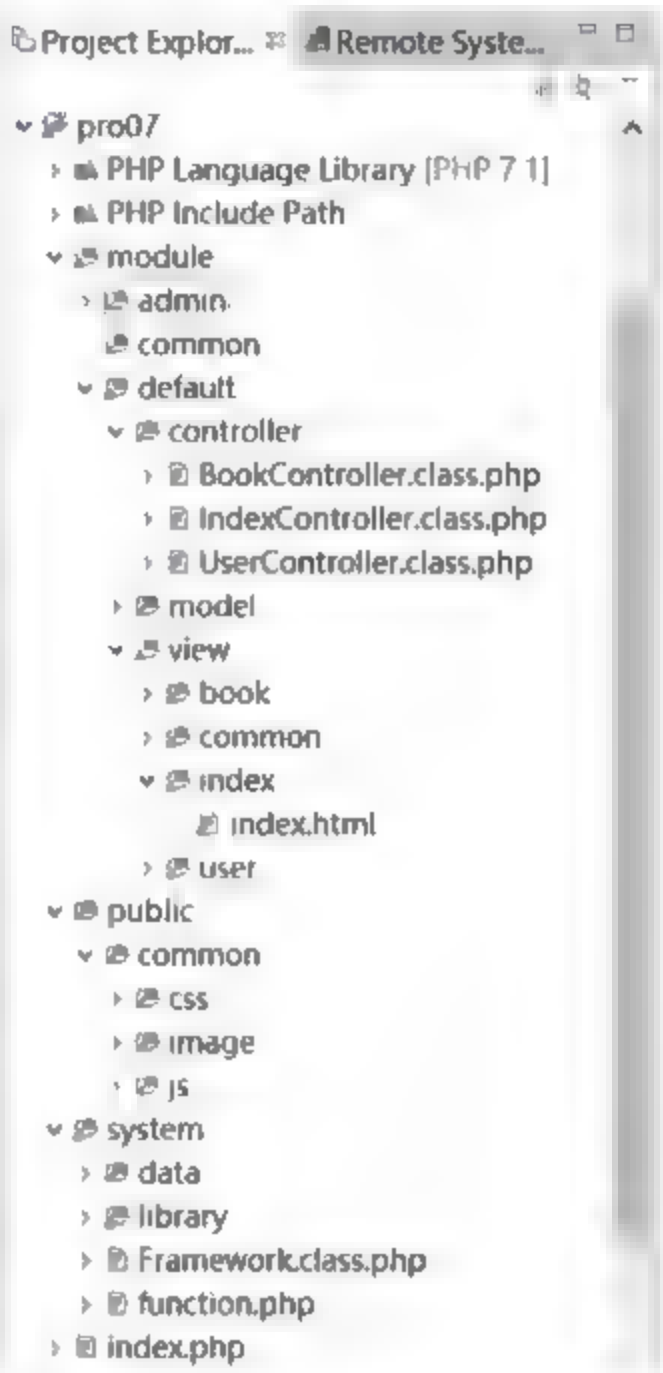 Project Explor... Remote Syste...
pro07
PHP Language Library [PHP 7 1]
PHP Include Path
module
admin
common
default
controller
BookController.class.php
IndexController.class.php
UserController.class.php
model
view
book
common
index
index.html
user
public
common
css
image
js
system
data
library
Framework.class.php
function.php
index.php